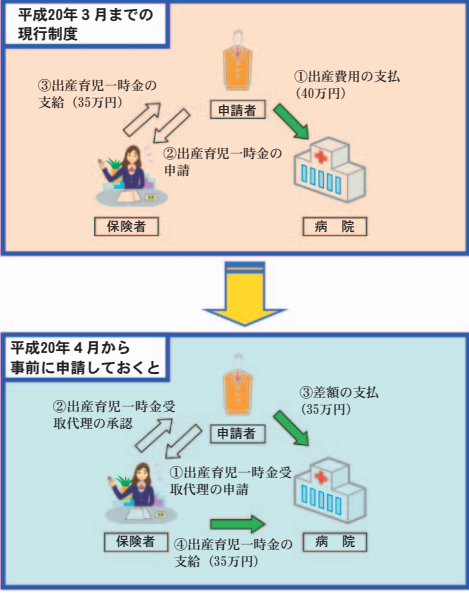 平成20年３月までの
現行制度
③出産育児一時金の
支給（35万円）
①出産費用の支払
（40万円）
申請者
②出産育児一時金の
申請
保険者
病　院
平成20年４月から
事前に申請しておくと
②出産育児一時金受
取代理の承認
③差額の支払
（35万円）
申請者
①出産育児一時金受
取代理の申請
保険者
④出産育児一時金の
支給（35万円）
病　院